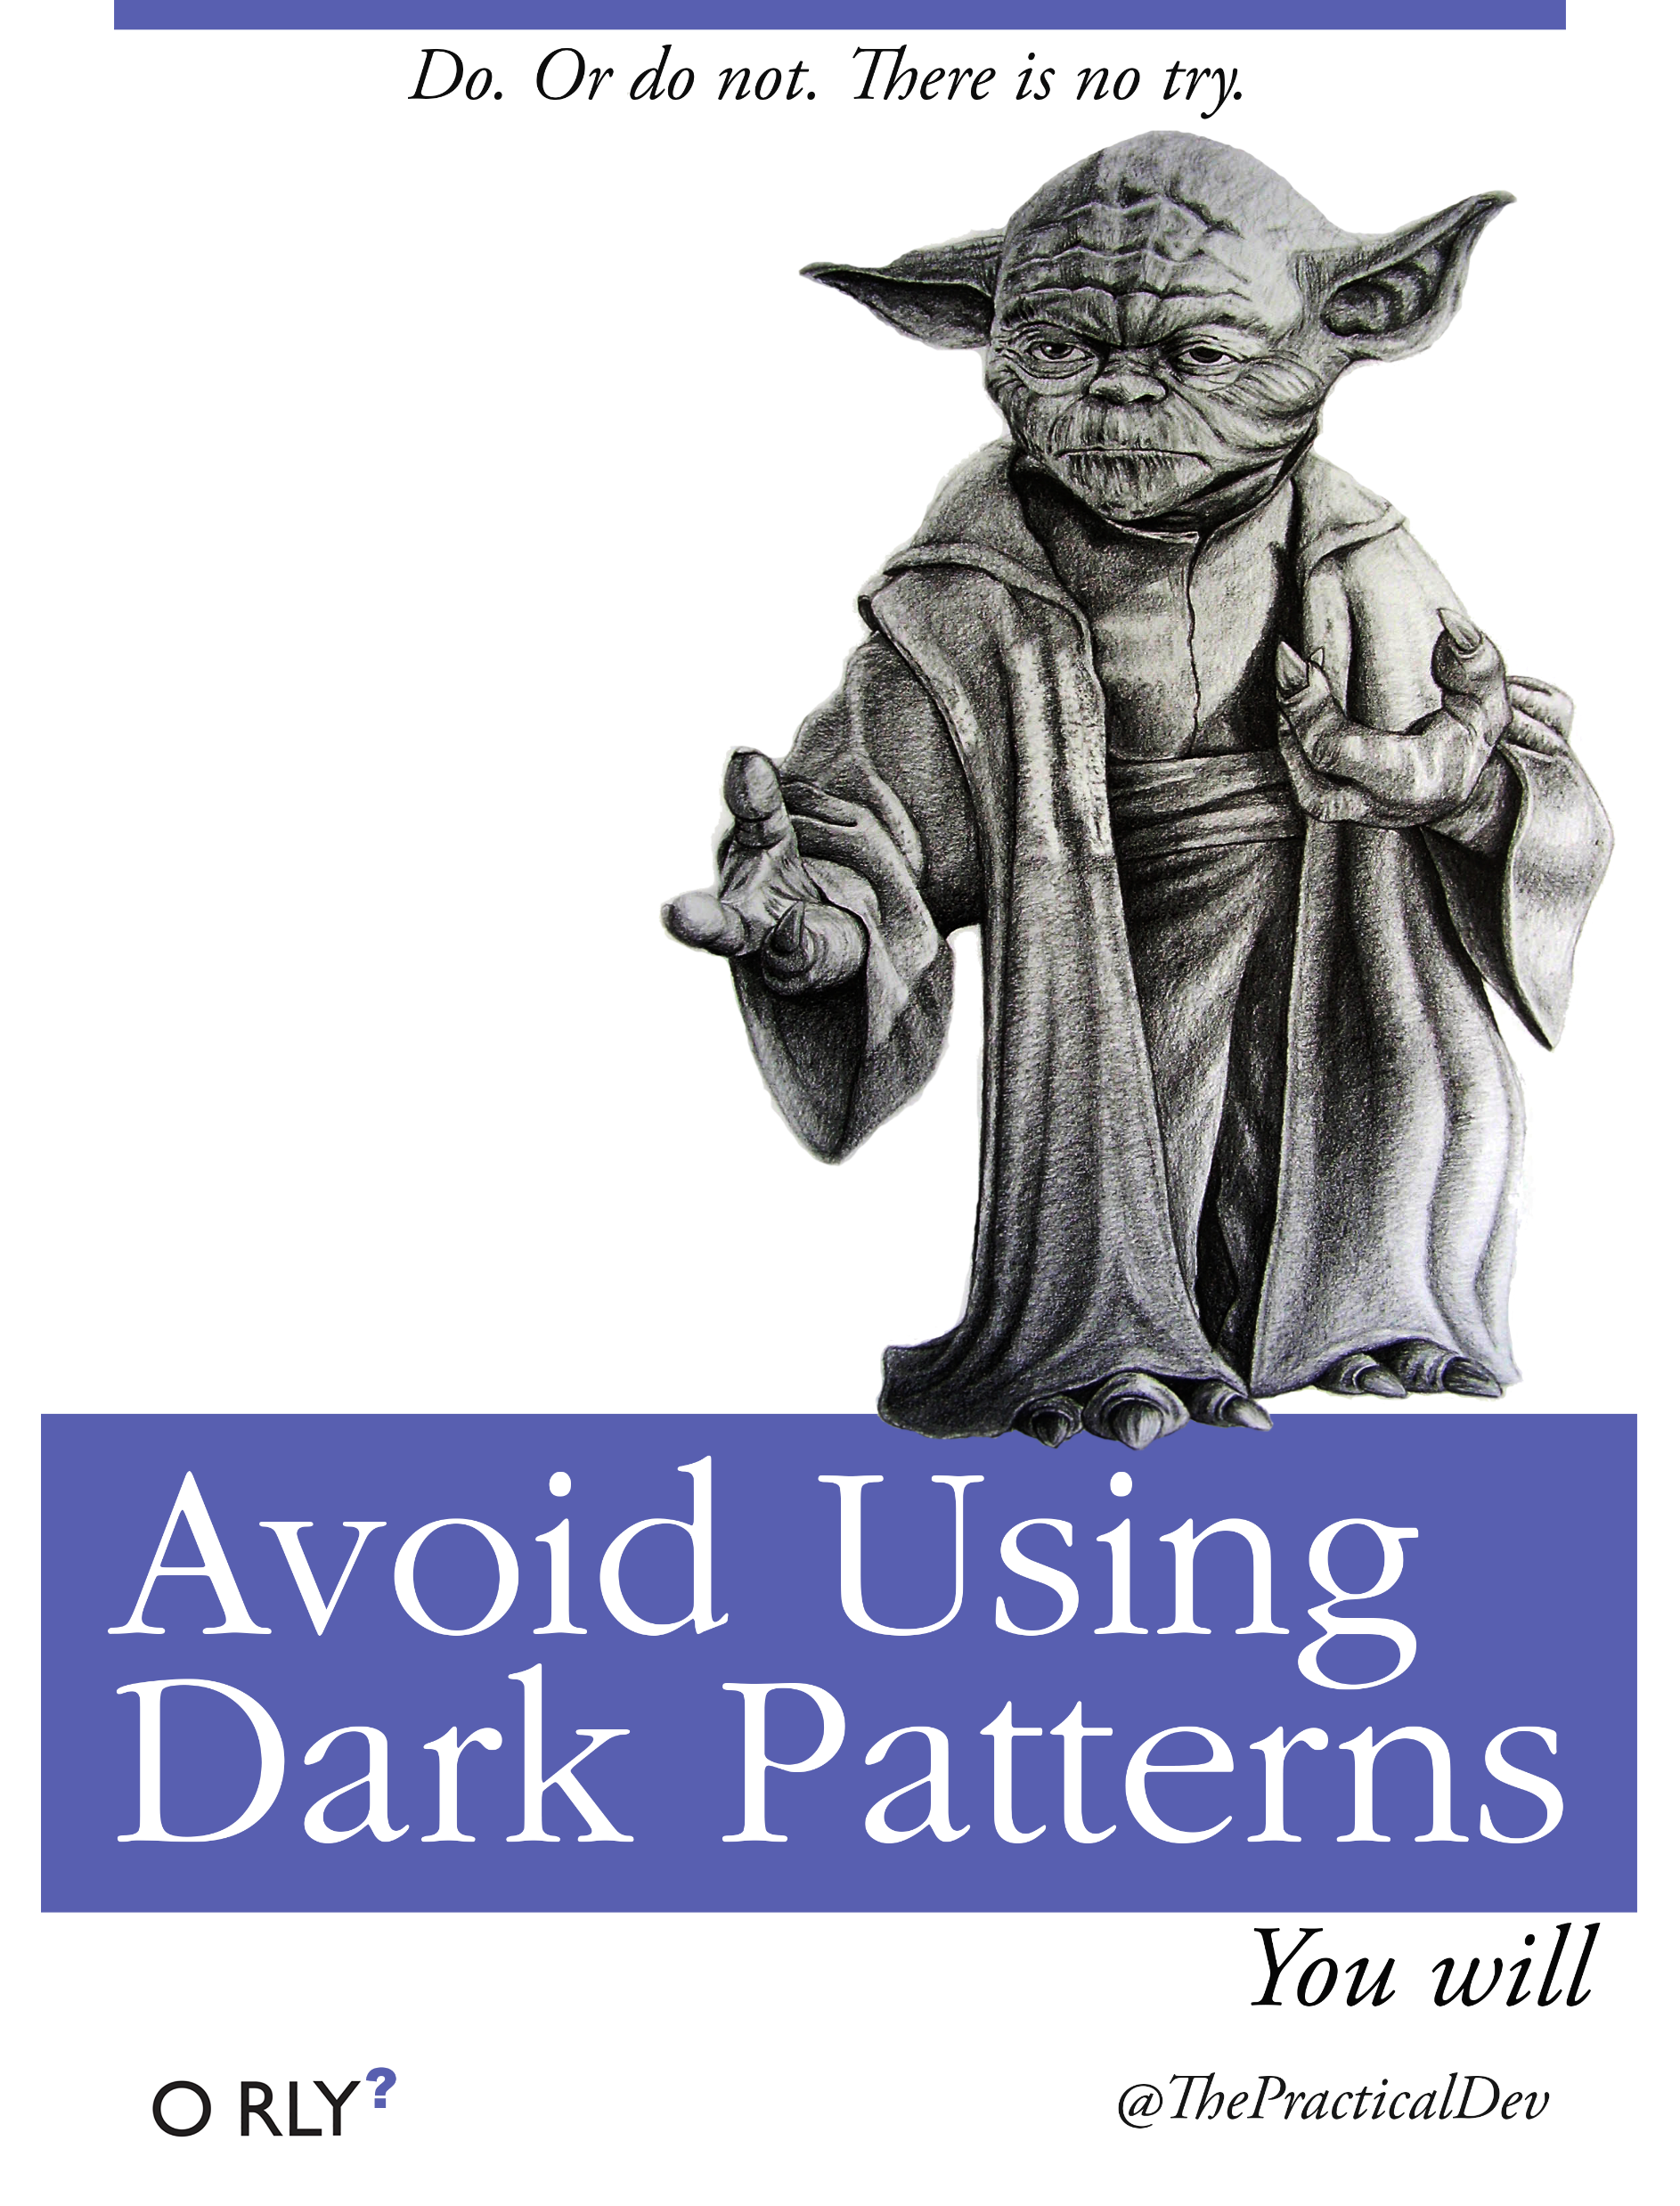 Do. Or do not. There is no try.
Avoid Using
Dark Patterns
You will
O RLY?
@ThePracticalDev